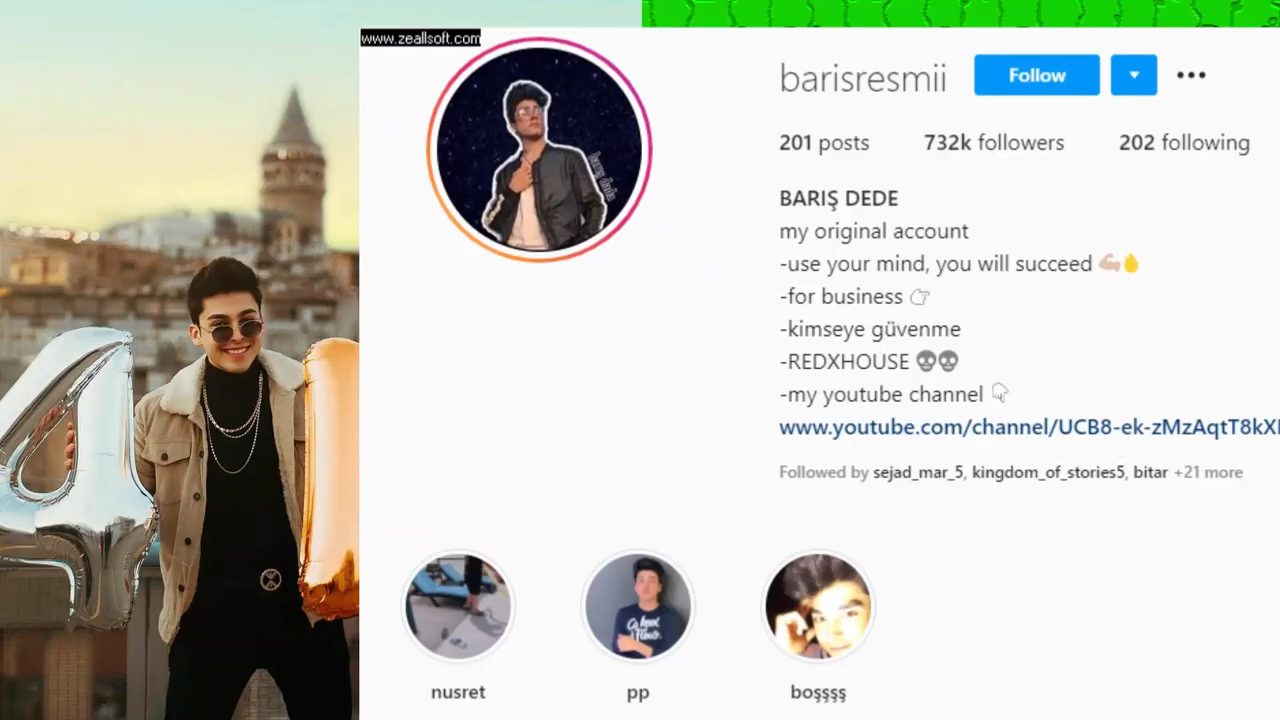 www.zeallsoft.com
barisresmii Follow
201 posts 732k followers 202 following
BARIŞ DEDE
my original account
-use your mind, you will succeed 💪🏻🖐
-for business 👉🏻
-kimseye güvenme
-REDXHOUSE 💀💀
-my youtube channel 👇🏻
www.youtube.com/channel/UCB8-ek-zMzAqtT8kX
Followed by sejad_mar_5, kingdom_of_stories5, bitar +21 more
nusret pp boşşşş